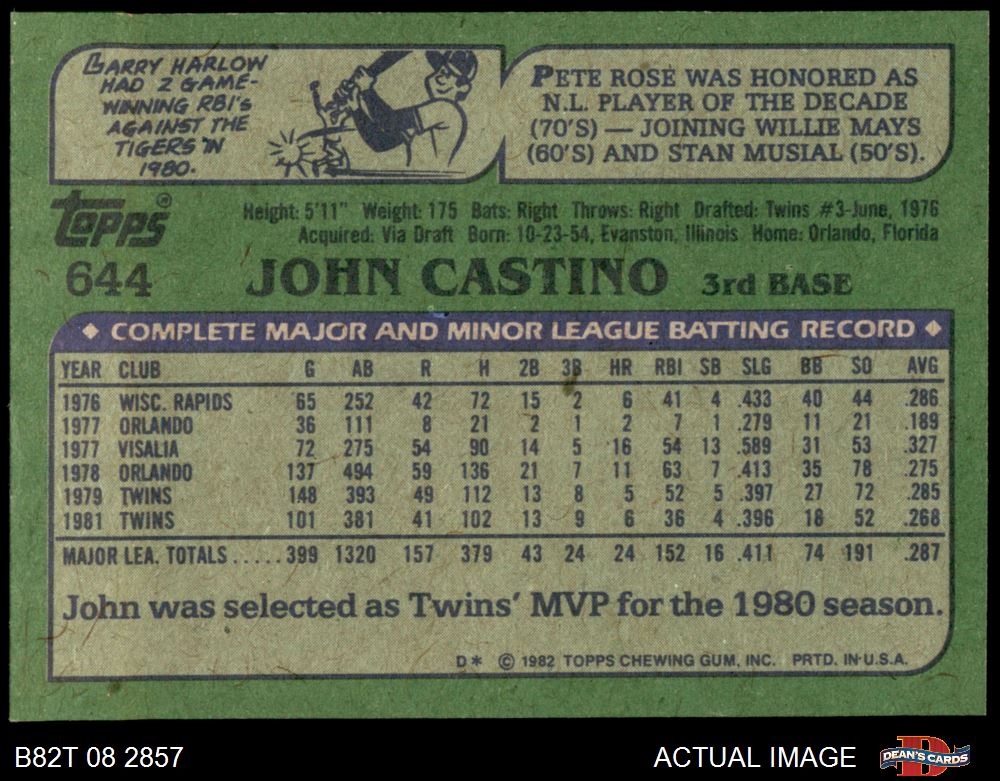 BARRY HARLOW
HAD 2 GAME-
WINNING RBI's
AGAINST THE
TIGERS IN
1980.
PETE ROSE WAS HONORED AS
N.L. PLAYER OF THE DECADE
(70'S) — JOINING WILLIE MAYS
(60'S) AND STAN MUSIAL (50'S).
TOPPS®
Height: 5'11" Weight: 175 Bats: Right Throws: Right Drafted: Twins #3-June, 1976
Acquired: Via Draft Born: 10-23-54, Evanston, Illinois Home: Orlando, Florida
644 JOHN CASTINO 3rd BASE
◆ COMPLETE MAJOR AND MINOR LEAGUE BATTING RECORD ◆
YEAR CLUB G AB R H 2B 3B HR RBI SB SLG BB SO AVG
1976 WISC. RAPIDS 65 252 42 72 15 2 6 41 4 .433 40 44 .286
1977 ORLANDO 36 111 8 21 2 1 2 7 1 .279 11 21 .189
1977 VISALIA 72 275 54 90 14 5 16 54 13 .589 31 53 .327
1978 ORLANDO 137 494 59 136 21 7 11 63 7 .413 35 78 .275
1979 TWINS 148 393 49 112 13 8 5 52 5 .397 27 72 .285
1981 TWINS 101 381 41 102 13 9 6 36 4 .396 18 52 .268
MAJOR LEA. TOTALS ..... 399 1320 157 379 43 24 24 152 16 .411 74 191 .287
John was selected as Twins' MVP for the 1980 season.
D* © 1982 TOPPS CHEWING GUM, INC. PRTD. IN U.S.A.
B82T 08 2857 ACTUAL IMAGE DEAN'S CARDS